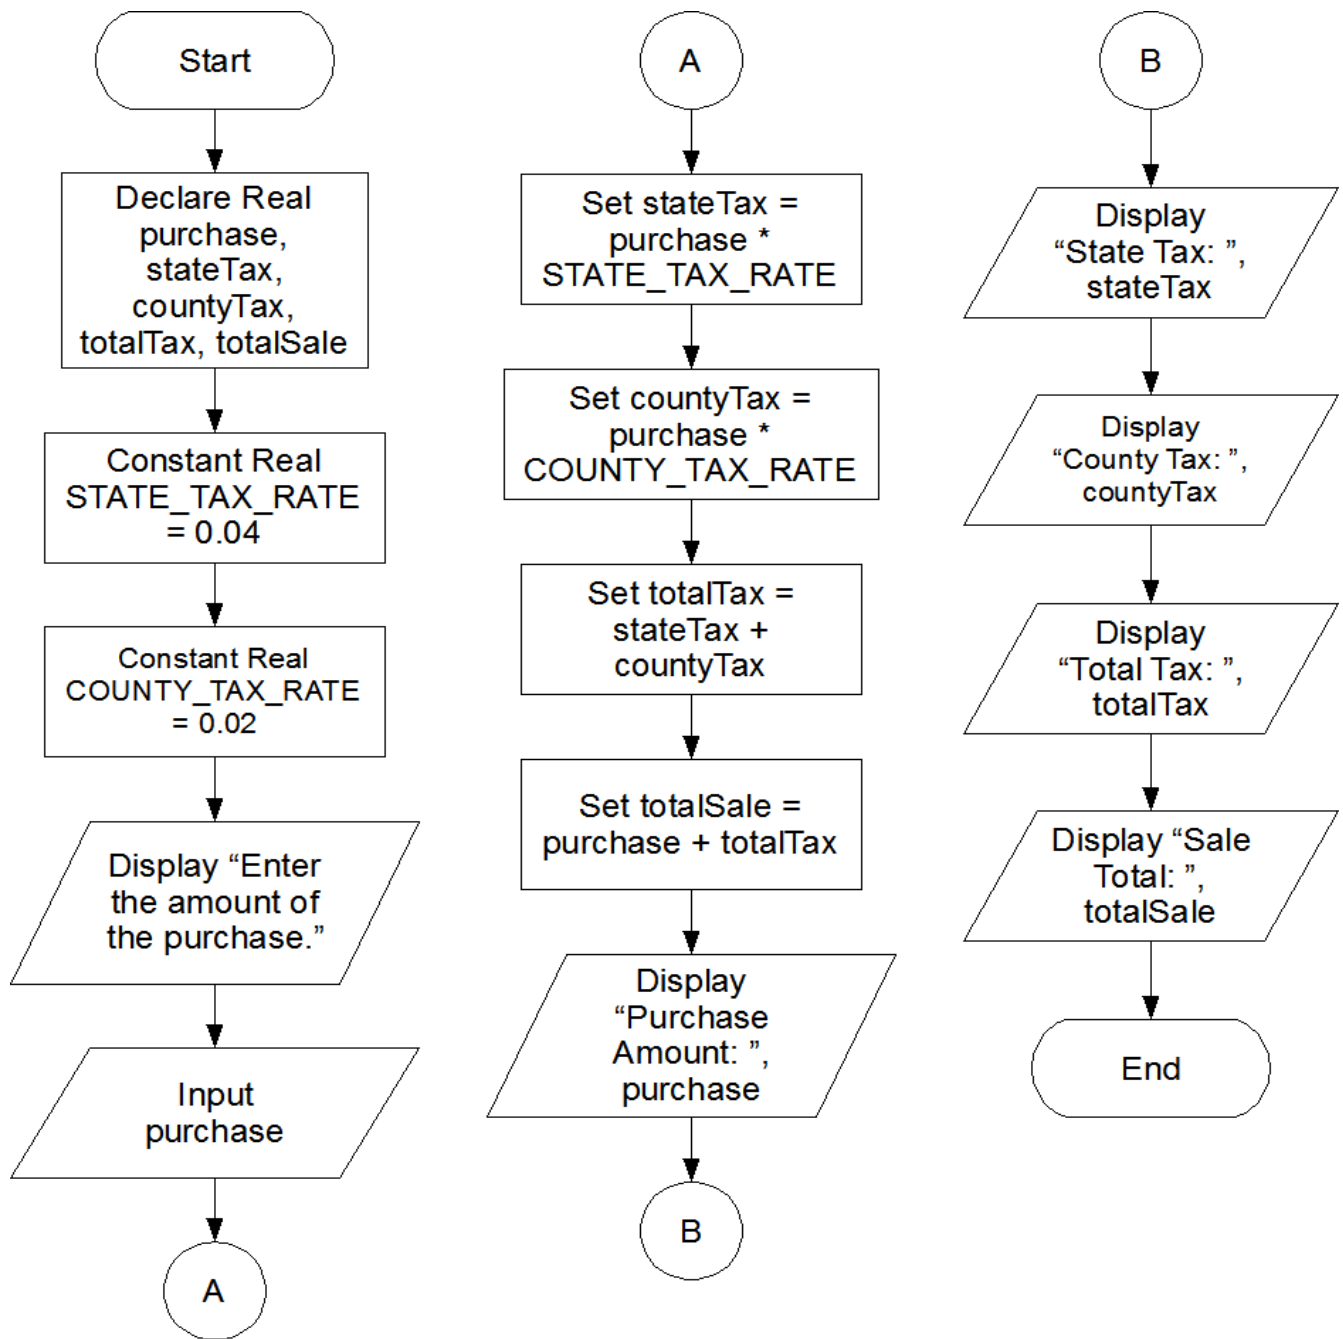 Start
Declare Real
purchase,
stateTax,
countyTax,
totalTax, totalSale
Constant Real
STATE_TAX_RATE
= 0.04
Constant Real
COUNTY_TAX_RATE
= 0.02
Display “Enter
the amount of
the purchase.”
Input
purchase
A
A
Set stateTax =
purchase *
STATE_TAX_RATE
Set countyTax =
purchase *
COUNTY_TAX_RATE
Set totalTax =
stateTax +
countyTax
Set totalSale =
purchase + totalTax
Display
“Purchase
Amount: ”,
purchase
B
B
Display
“State Tax: ”,
stateTax
Display
“County Tax: ”,
countyTax
Display
“Total Tax: ”,
totalTax
Display “Sale
Total: ”,
totalSale
End